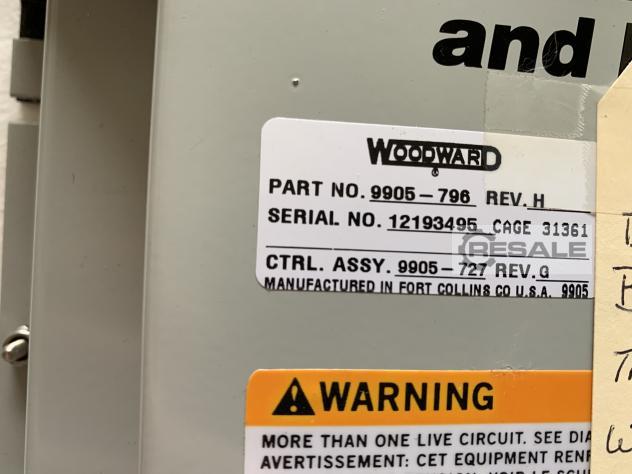 and
WOODWARD
PART NO. 9905-796 REV. H
SERIAL NO. 12193495 CAGE 31361
RESALE
CTRL. ASSY. 9905-727 REV. G
MANUFACTURED IN FORT COLLINS CO U.S.A. 9905
WARNING
MORE THAN ONE LIVE CIRCUIT. SEE DIA
AVERTISSEMENT: CET EQUIPMENT RENF